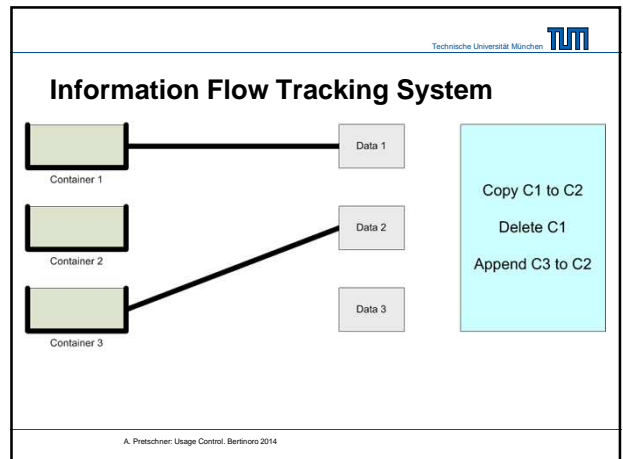 Technische Universität München TUM
Information Flow Tracking System
Container 1
Container 2
Container 3
Data 1
Data 2
Data 3
Copy C1 to C2
Delete C1
Append C3 to C2
A. Pretschner: Usage Control. Bertinoro 2014